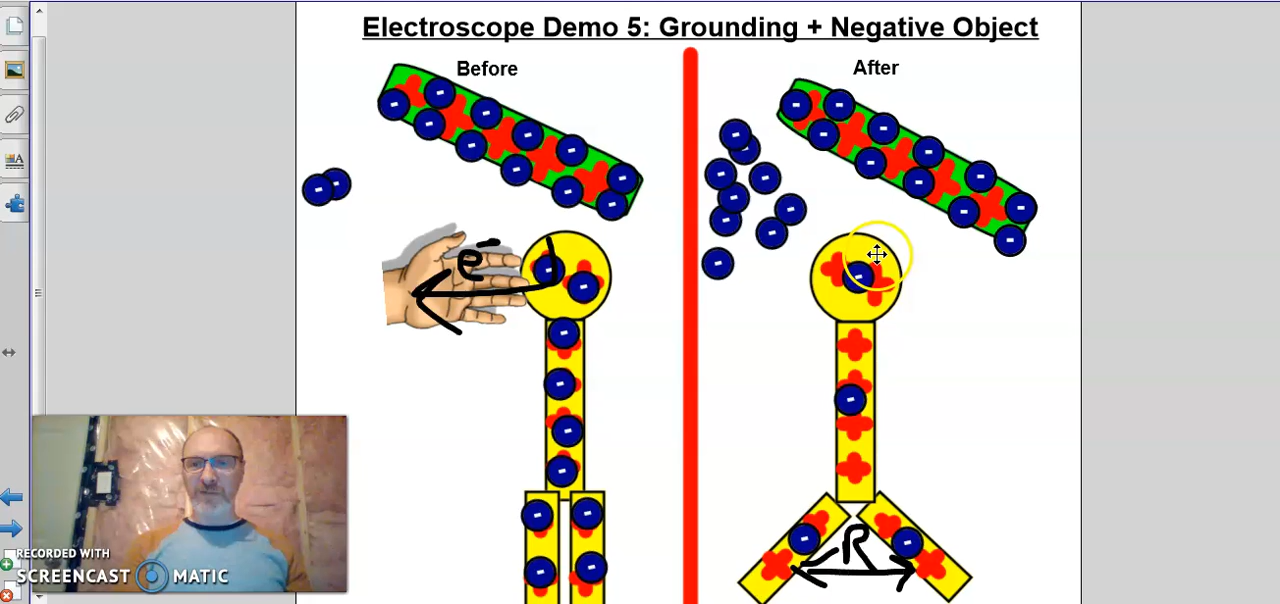 Electroscope Demo 5: Grounding + Negative Object
Before
After
e-
R
RECORDED WITH
SCREENCAST MATIC